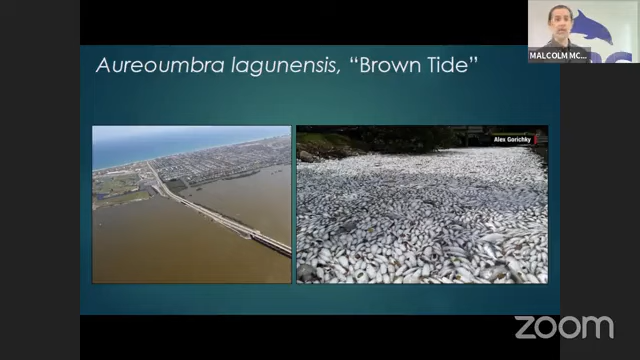 MALCOLM MC...
Aureoumbra lagunensis, “Brown Tide”
Alex Gorichky
zoom